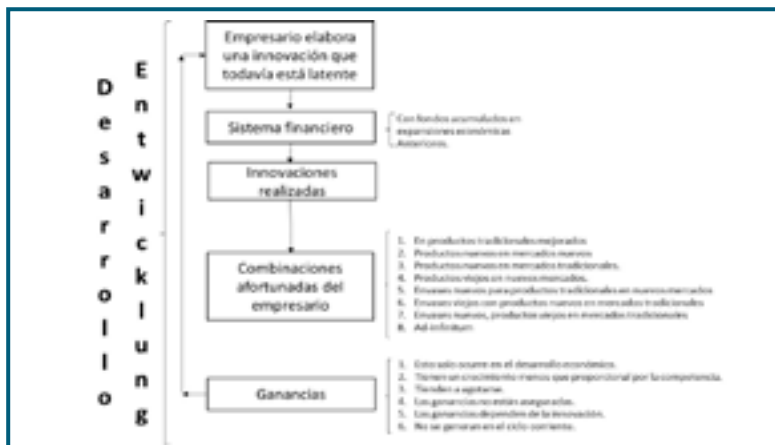 Desarrollo
Entwicklung
Empresario elabora
una innovación que
todavía está latente
Sistema financiero
Con fondos acumulados en
expansiones económicas
Anteriores.
Innovaciones
realizadas
Combinaciones
afortunadas del
empresario
1. En productos tradicionales mejorados
2. Productos nuevos en mercados nuevos
3. Productos nuevos en mercados tradicionales.
4. Productos viejos en nuevos mercados.
5. Envases nuevos para productos tradicionales en nuevos mercados
6. Envases viejos con productos nuevos en mercados tradicionales
7. Envases nuevos, productos viejos en mercados tradicionales
8. Ad-infinitum
Ganancias
1. Esto solo ocurre en el desarrollo económico.
2. Tienen un crecimiento menos que proporcional por la competencia.
3. Tienden a agotarse.
4. Las ganancias no están aseguradas.
5. Las ganancias dependen de la innovación.
6. No se generan en el ciclo corriente.